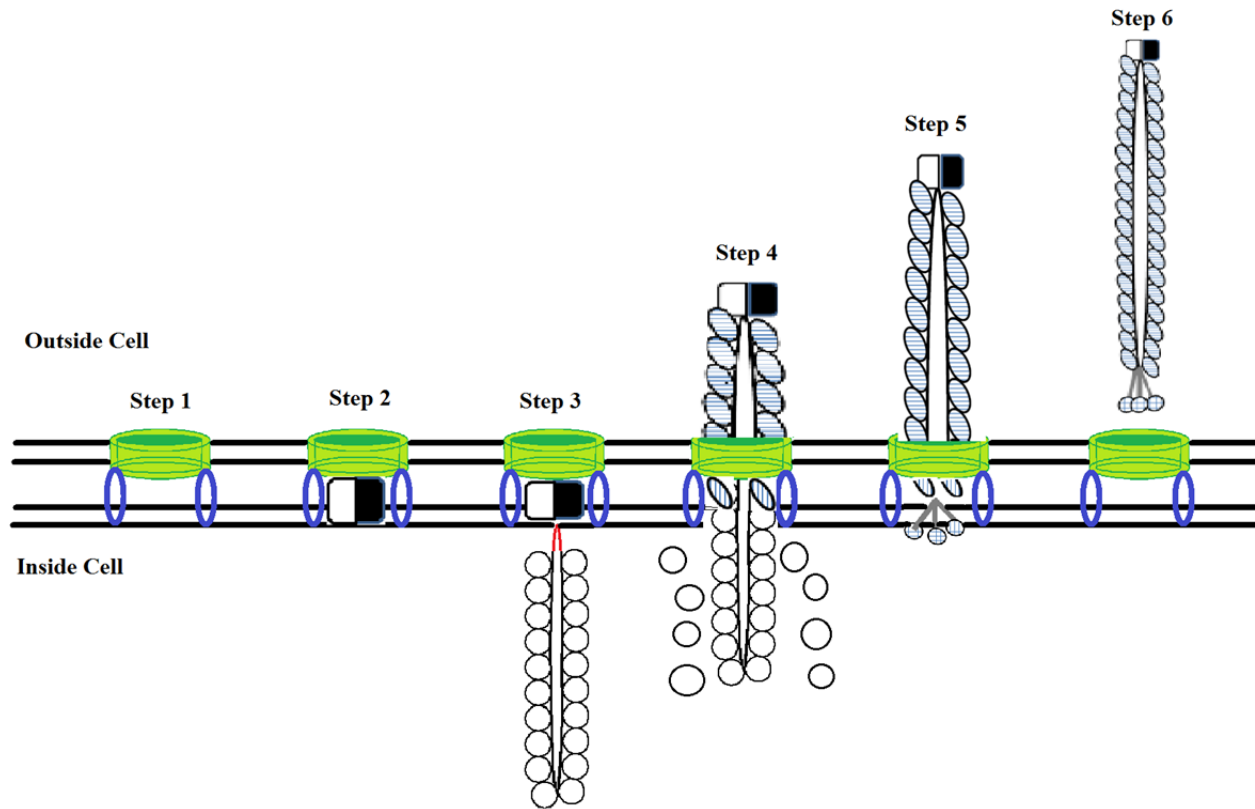 Step 6
Step 5
Step 4
Outside Cell
Step 1
Step 2
Step 3
Inside Cell